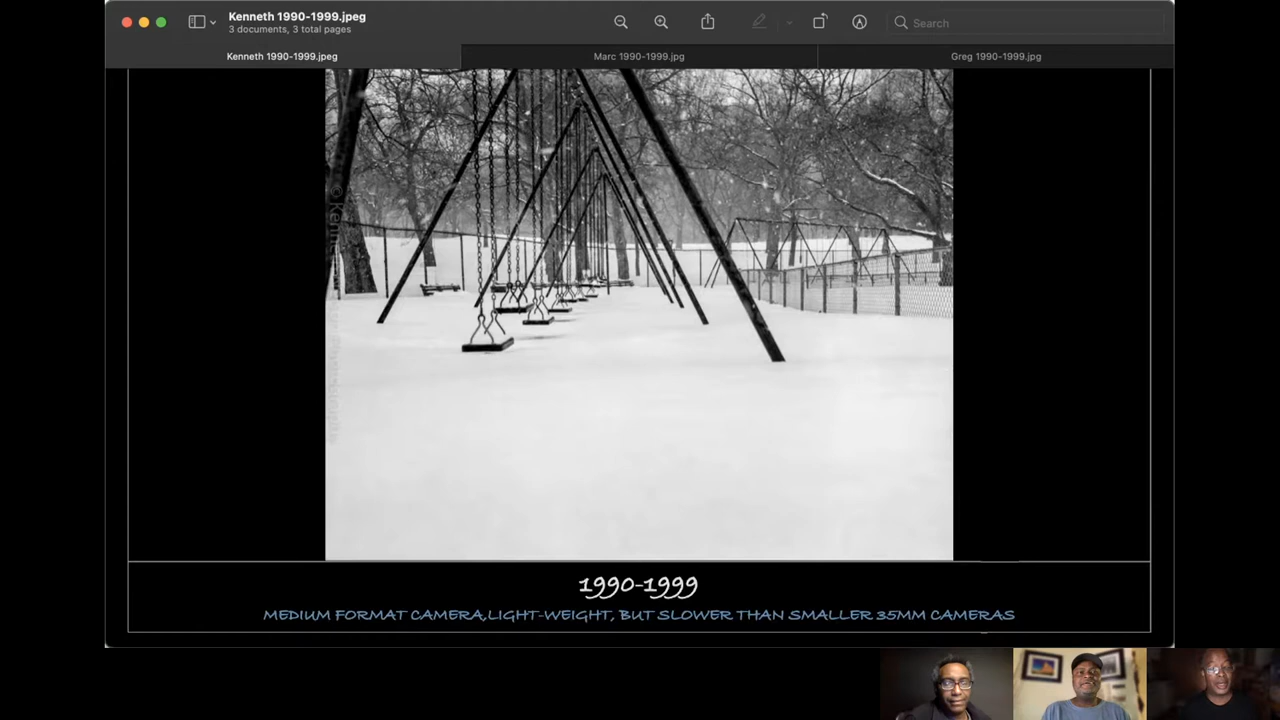 Kenneth 1990-1999.jpeg
3 documents, 3 total pages
Search
Kenneth 1990-1999.jpeg
Marc 1990-1999.jpg
Greg 1990-1999.jpg
1990-1999
MEDIUM FORMAT CAMERA,LIGHT-WEIGHT, BUT SLOWER THAN SMALLER 35MM CAMERAS